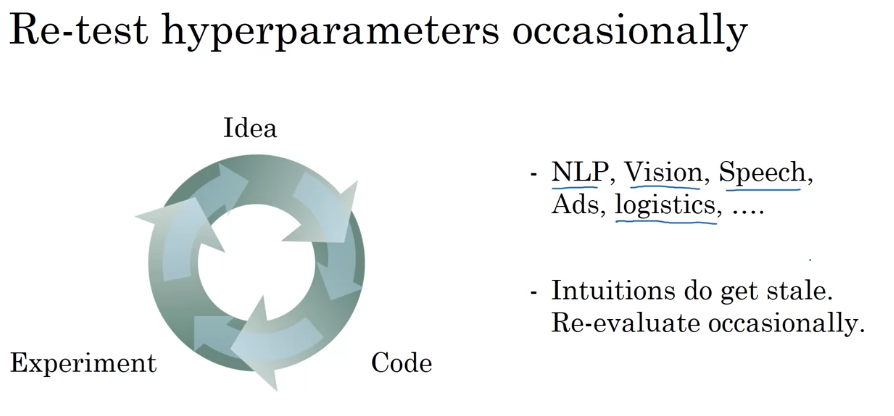 Re-test hyperparameters occasionally
Idea
Experiment
Code
- NLP, Vision, Speech,
Ads, logistics, ....
- Intuitions do get stale.
Re-evaluate occasionally.